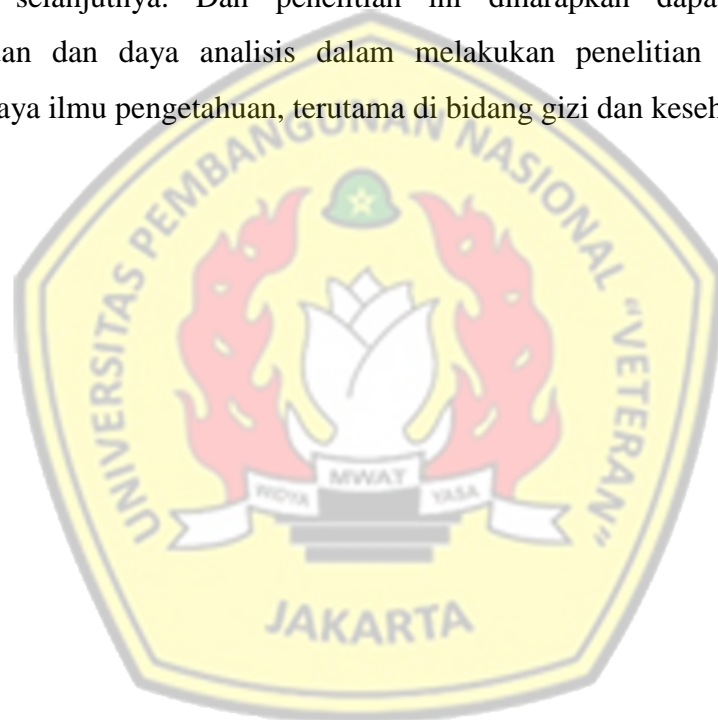 selanjutnya. Dan penelitian ini diharapkan dapa
an dan daya analisis dalam melakukan penelitian
aya ilmu pengetahuan, terutama di bidang gizi dan keseh
UNIVERSITAS PEMBANGUNAN NASIONAL "VETERAN"
WIDYA MWAT YASA
JAKARTA